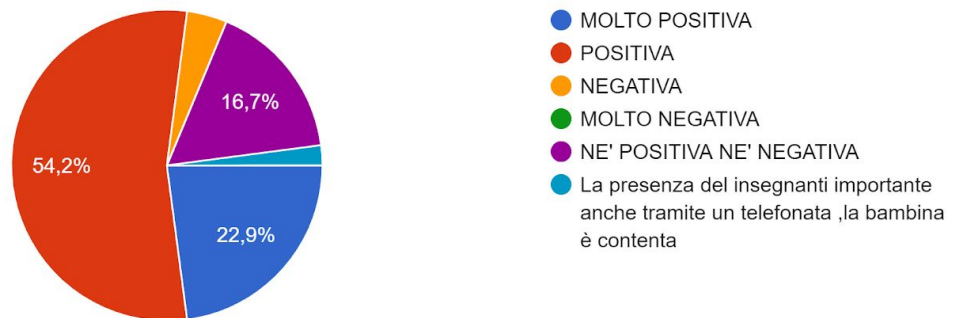 MOLTO POSITIVA
POSITIVA
NEGATIVA
MOLTO NEGATIVA
NE' POSITIVA NE' NEGATIVA
La presenza del insegnanti importante
anche tramite un telefonata ,la bambina
è contenta
16,7%
54,2%
22,9%